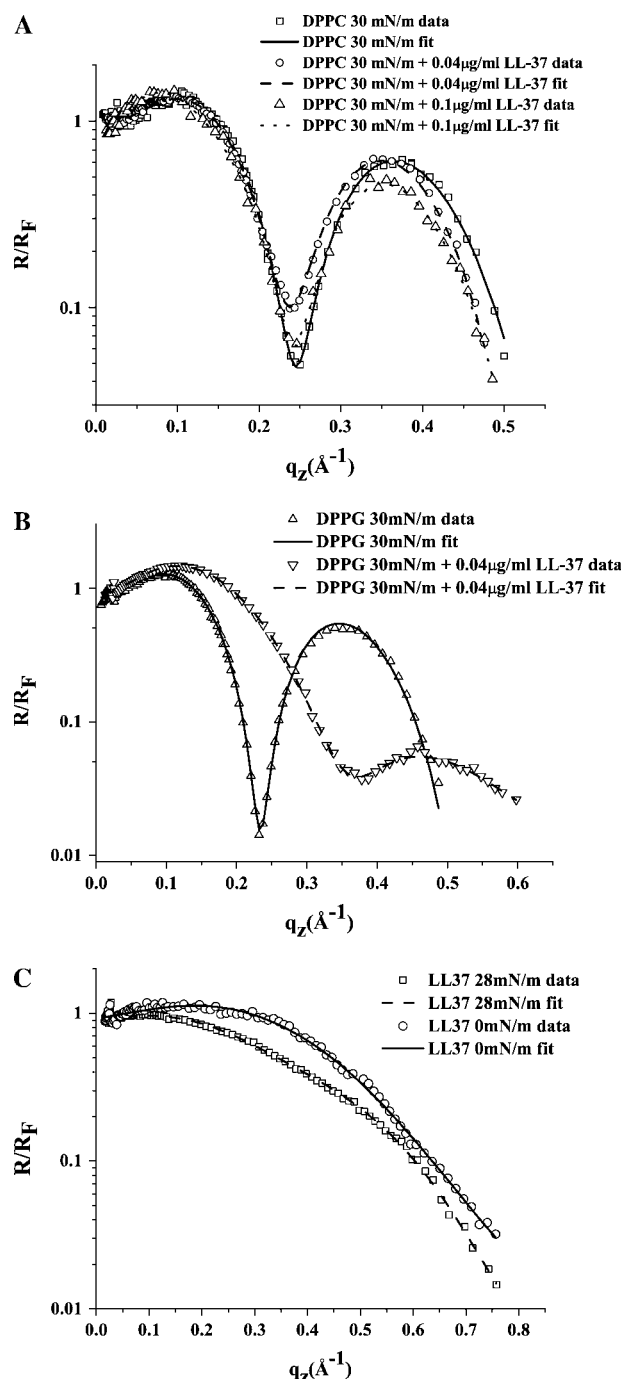 A
DPPC 30 mN/m data
DPPC 30 mN/m fit
DPPC 30 mN/m + 0.04µg/ml LL-37 data
DPPC 30 mN/m + 0.04µg/ml LL-37 fit
DPPC 30 mN/m + 0.1µg/ml LL-37 data
DPPC 30 mN/m + 0.1µg/ml LL-37 fit
1
0.1
R/RF
0.0 0.1 0.2 0.3 0.4 0.5
qz(Å-1)
B
DPPG 30mN/m data
DPPG 30mN/m fit
DPPG 30mN/m + 0.04µg/ml LL-37 data
DPPG 30mN/m + 0.04µg/ml LL-37 fit
1
0.1
0.01
R/RF
0.0 0.1 0.2 0.3 0.4 0.5 0.6
qz(Å-1)
C
LL37 28mN/m data
LL37 28mN/m fit
LL37 0mN/m data
LL37 0mN/m fit
1
0.1
0.01
R/RF
0.0 0.1 0.2 0.3 0.4 0.5 0.6 0.7 0.8
qz(Å-1)